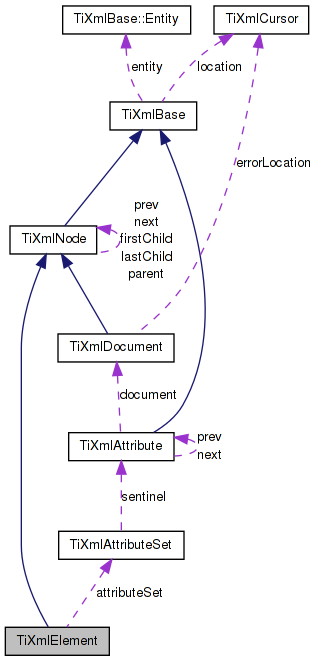 TiXmlBase::Entity
TiXmlCursor
entity
location
TiXmlBase
errorLocation
prev
next
firstChild
lastChild
parent
TiXmlNode
TiXmlDocument
document
prev
next
TiXmlAttribute
sentinel
TiXmlAttributeSet
attributeSet
TiXmlElement